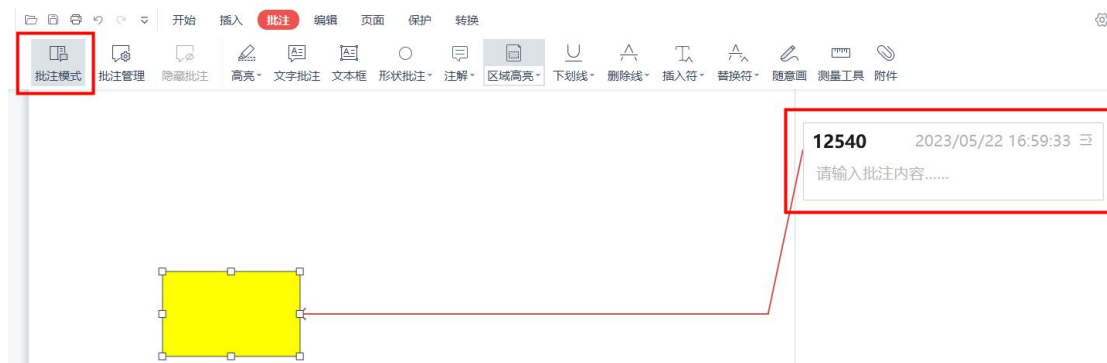 开始 插入 批注 编辑 页面 保护 转换
批注模式 批注管理 隐藏批注 高亮 文字批注 文本框 形状批注 注解 区域高亮 下划线 删除线 插入符 替换符 随意画 测量工具 附件
12540 2023/05/22 16:59:33
请输入批注内容......